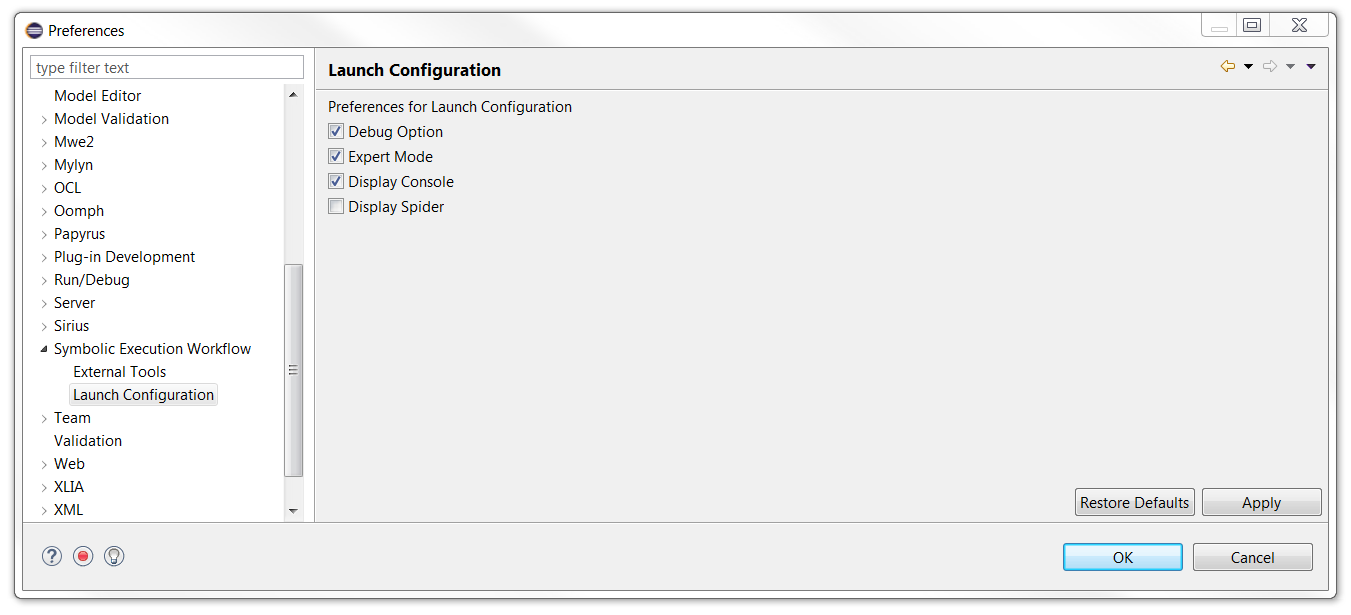 Preferences
type filter text
Model Editor
Model Validation
Mwe2
Mylyn
OCL
Oomph
Papyrus
Plug-in Development
Run/Debug
Server
Sirius
Symbolic Execution Workflow
External Tools
Launch Configuration
Team
Validation
Web
XLIA
XML
Launch Configuration
Preferences for Launch Configuration
Debug Option
Expert Mode
Display Console
Display Spider
Restore Defaults
Apply
?
OK
Cancel